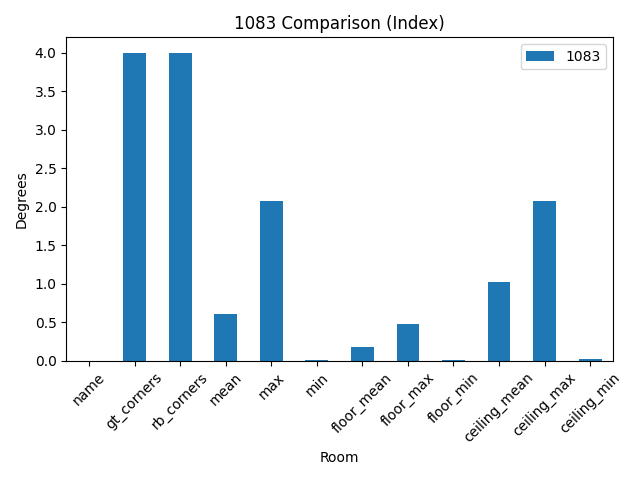 1083 Comparison (Index)
1083
Degrees
4.0
3.5
3.0
2.5
2.0
1.5
1.0
0.5
0.0
name
gt_corners
rb_corners
mean
max
min
floor_mean
floor_max
floor_min
ceiling_mean
ceiling_max
ceiling_min
Room